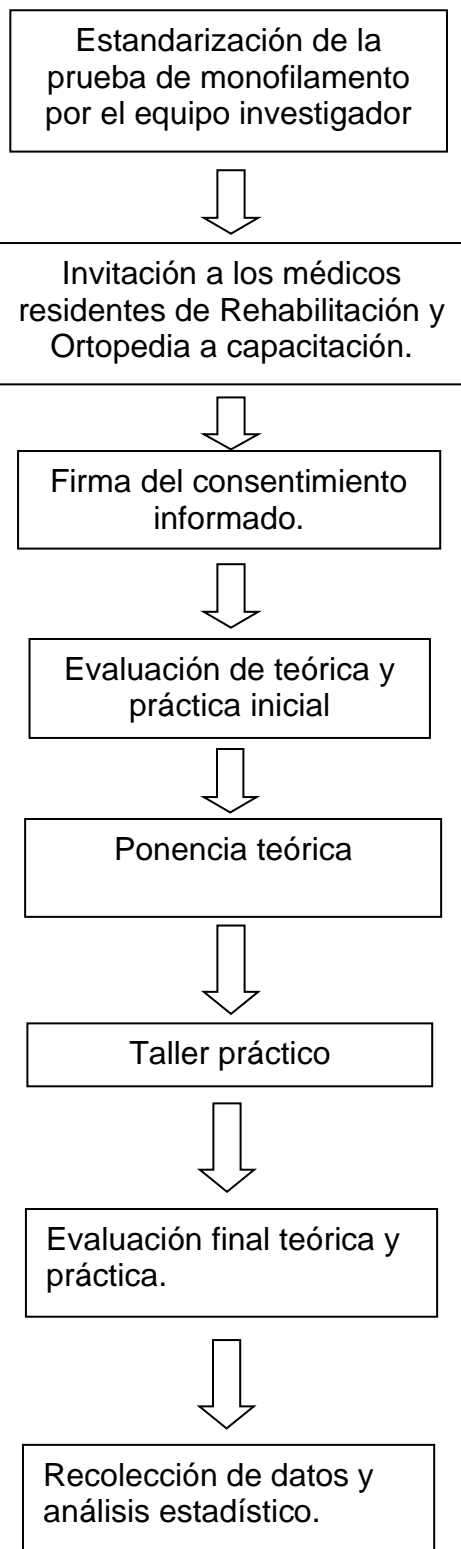 Estandarización de la
prueba de monofilamento
por el equipo investigador
Invitación a los médicos
residentes de Rehabilitación y
Ortopedia a capacitación.
Firma del consentimiento
informado.
Evaluación de teórica y
práctica inicial
Ponencia teórica
Taller práctico
Evaluación final teórica y
práctica.
Recolección de datos y
análisis estadístico.